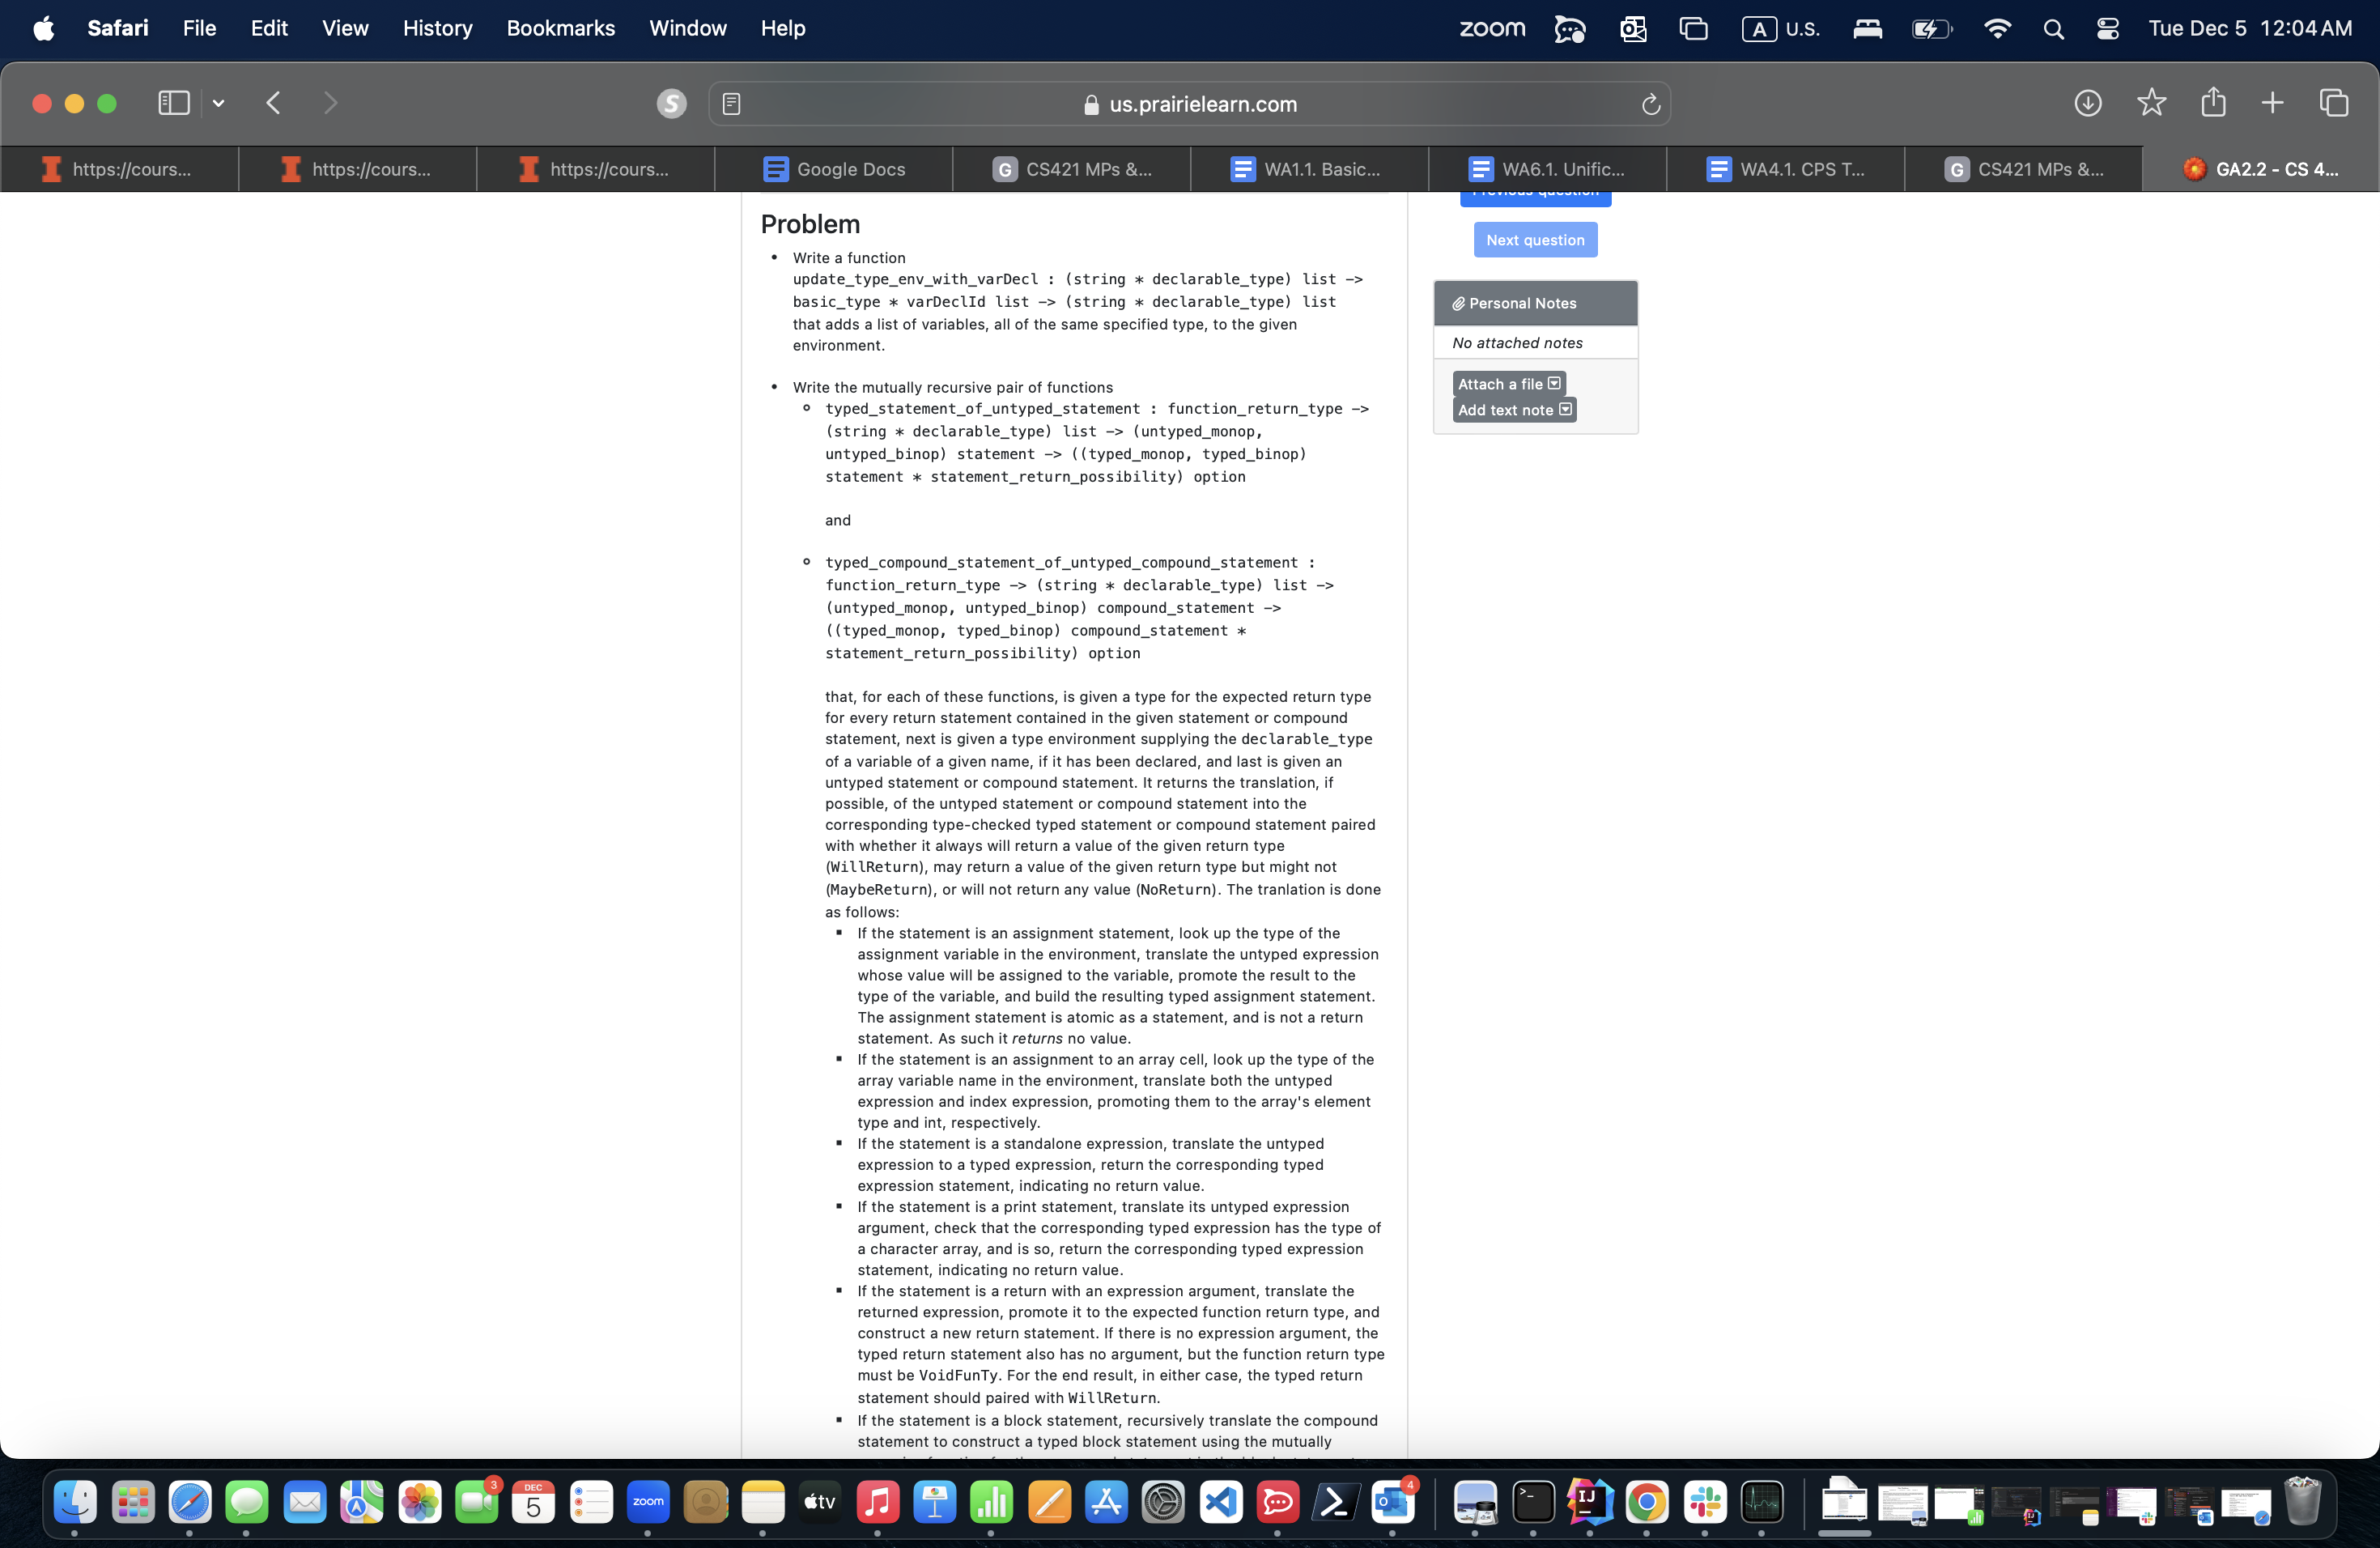 Safari File Edit View History Bookmarks Window Help zoom A U.S. Tue Dec 5 12:04 AM
S us.prairielearn.com
https://cours... https://cours... https://cours... Google Docs G CS421 MPs &... WA1.1. Basic... WA6.1. Unific... WA4.1. CPS T... G CS421 MPs &... GA2.2 - CS 4...
Previous question
Problem
Next question
• Write a function
update_type_env_with_varDecl : (string * declarable_type) list ->
basic_type * varDeclId list -> (string * declarable_type) list
that adds a list of variables, all of the same specified type, to the given
environment.
Personal Notes
No attached notes
Attach a file
Add text note
• Write the mutually recursive pair of functions
typed_statement_of_untyped_statement : function_return_type ->
(string * declarable_type) list -> (untyped_monop,
untyped_binop) statement -> ((typed_monop, typed_binop)
statement * statement_return_possibility) option
and
typed_compound_statement_of_untyped_compound_statement :
function_return_type -> (string * declarable_type) list ->
(untyped_monop, untyped_binop) compound_statement ->
((typed_monop, typed_binop) compound_statement *
statement_return_possibility) option
that, for each of these functions, is given a type for the expected return type
for every return statement contained in the given statement or compound
statement, next is given a type environment supplying the declarable_type
of a variable of a given name, if it has been declared, and last is given an
untyped statement or compound statement. It returns the translation, if
possible, of the untyped statement or compound statement into the
corresponding type-checked typed statement or compound statement paired
with whether it always will return a value of the given return type
(WillReturn), may return a value of the given return type but might not
(MaybeReturn), or will not return any value (NoReturn). The tranlation is done
as follows:
If the statement is an assignment statement, look up the type of the
assignment variable in the environment, translate the untyped expression
whose value will be assigned to the variable, promote the result to the
type of the variable, and build the resulting typed assignment statement.
The assignment statement is atomic as a statement, and is not a return
statement. As such it returns no value.
If the statement is an assignment to an array cell, look up the type of the
array variable name in the environment, translate both the untyped
expression and index expression, promoting them to the array's element
type and int, respectively.
If the statement is a standalone expression, translate the untyped
expression to a typed expression, return the corresponding typed
expression statement, indicating no return value.
If the statement is a print statement, translate its untyped expression
argument, check that the corresponding typed expression has the type of
a character array, and is so, return the corresponding typed expression
statement, indicating no return value.
If the statement is a return with an expression argument, translate the
returned expression, promote it to the expected function return type, and
construct a new return statement. If there is no expression argument, the
typed return statement also has no argument, but the function return type
must be VoidFunTy. For the end result, in either case, the typed return
statement should paired with WillReturn.
If the statement is a block statement, recursively translate the compound
statement to construct a typed block statement using the mutually
3 DEC 5 zoom tv >_ IJ 4